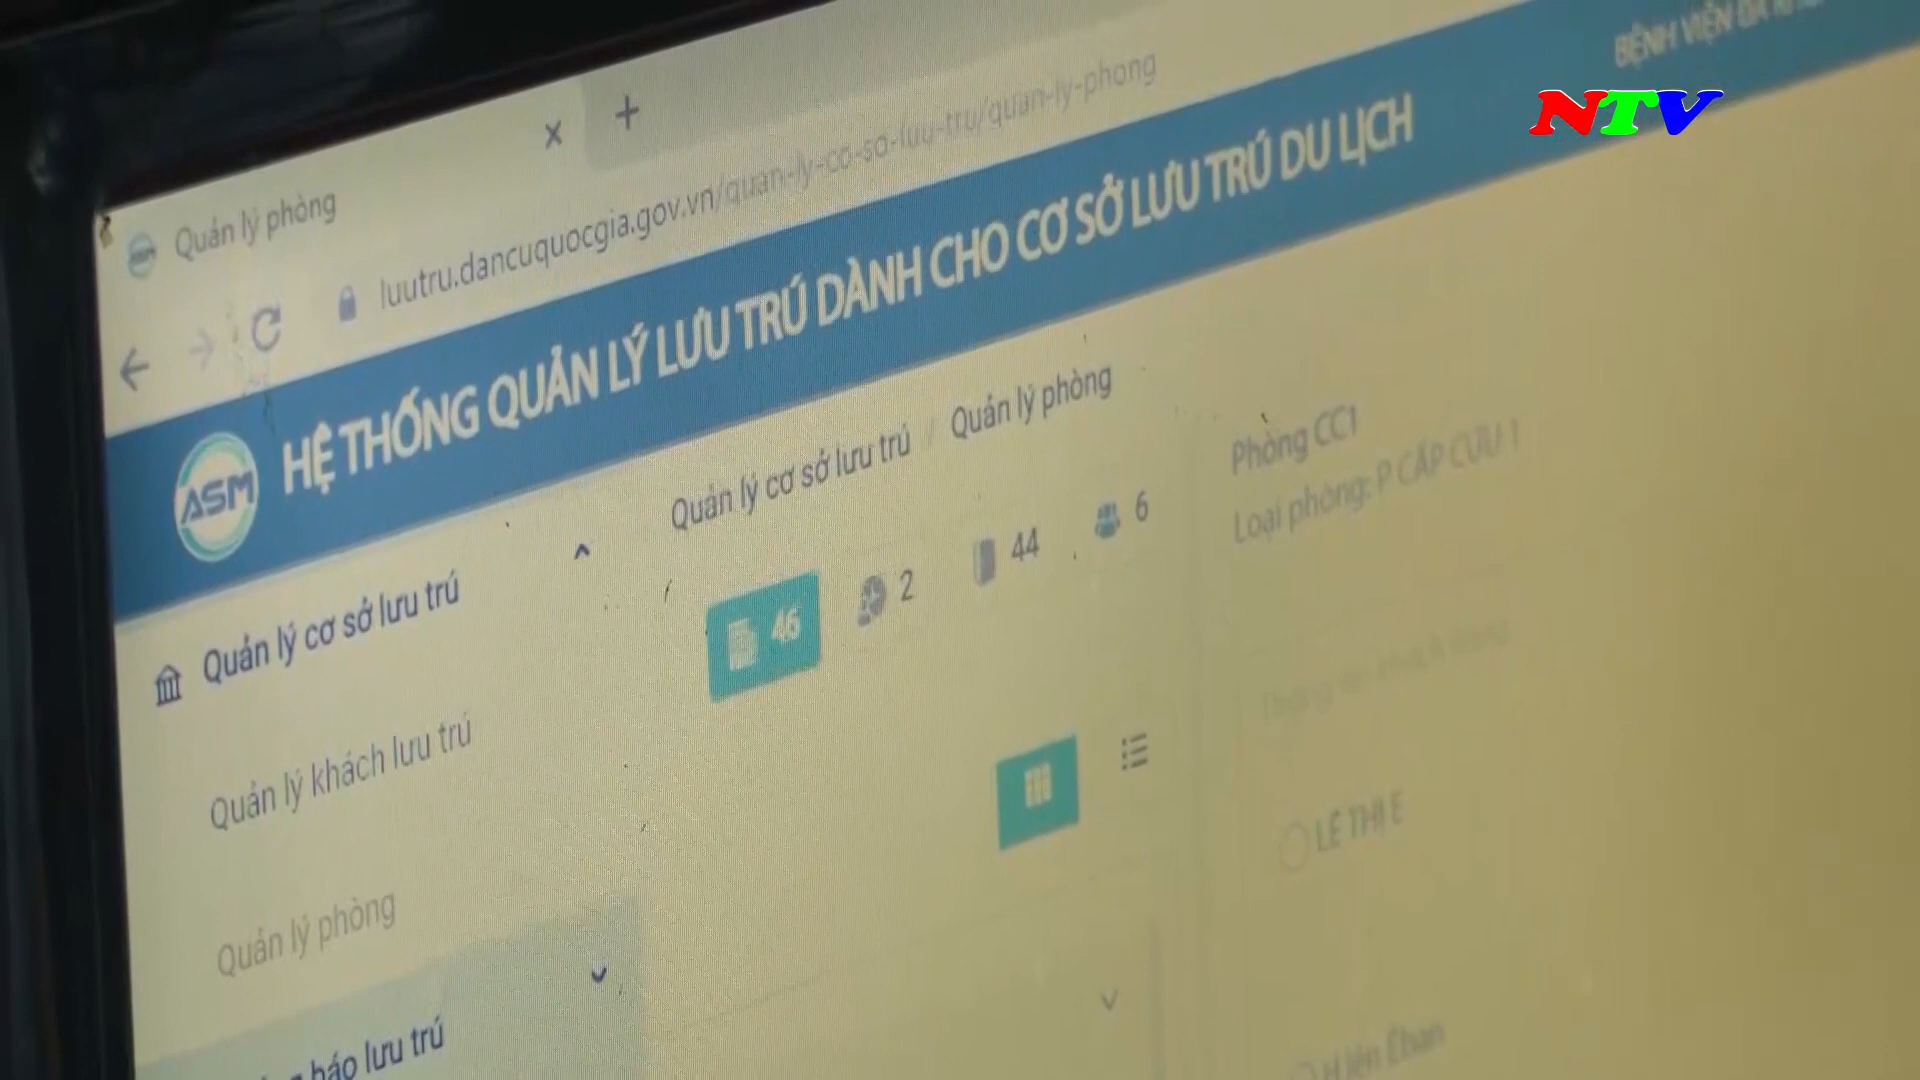 BỆNH VIỆN ĐA
NTV
Quản lý phòng
luutru.dancuquocgia.gov.vn/quan-ly-co-so-luu-tru/quan-ly-phong
ASM
HỆ THỐNG QUẢN LÝ LƯU TRÚ DÀNH CHO CƠ SỞ LƯU TRÚ DU LỊCH
Quản lý cơ sở lưu trú
Quản lý khách lưu trú
Quản lý phòng
báo lưu trú
Quản lý cơ sở lưu trú / Quản lý phòng
46 2 44 6
Phòng CC1
Loại phòng: P CẤP CỨU 1
LÊ THỊ E